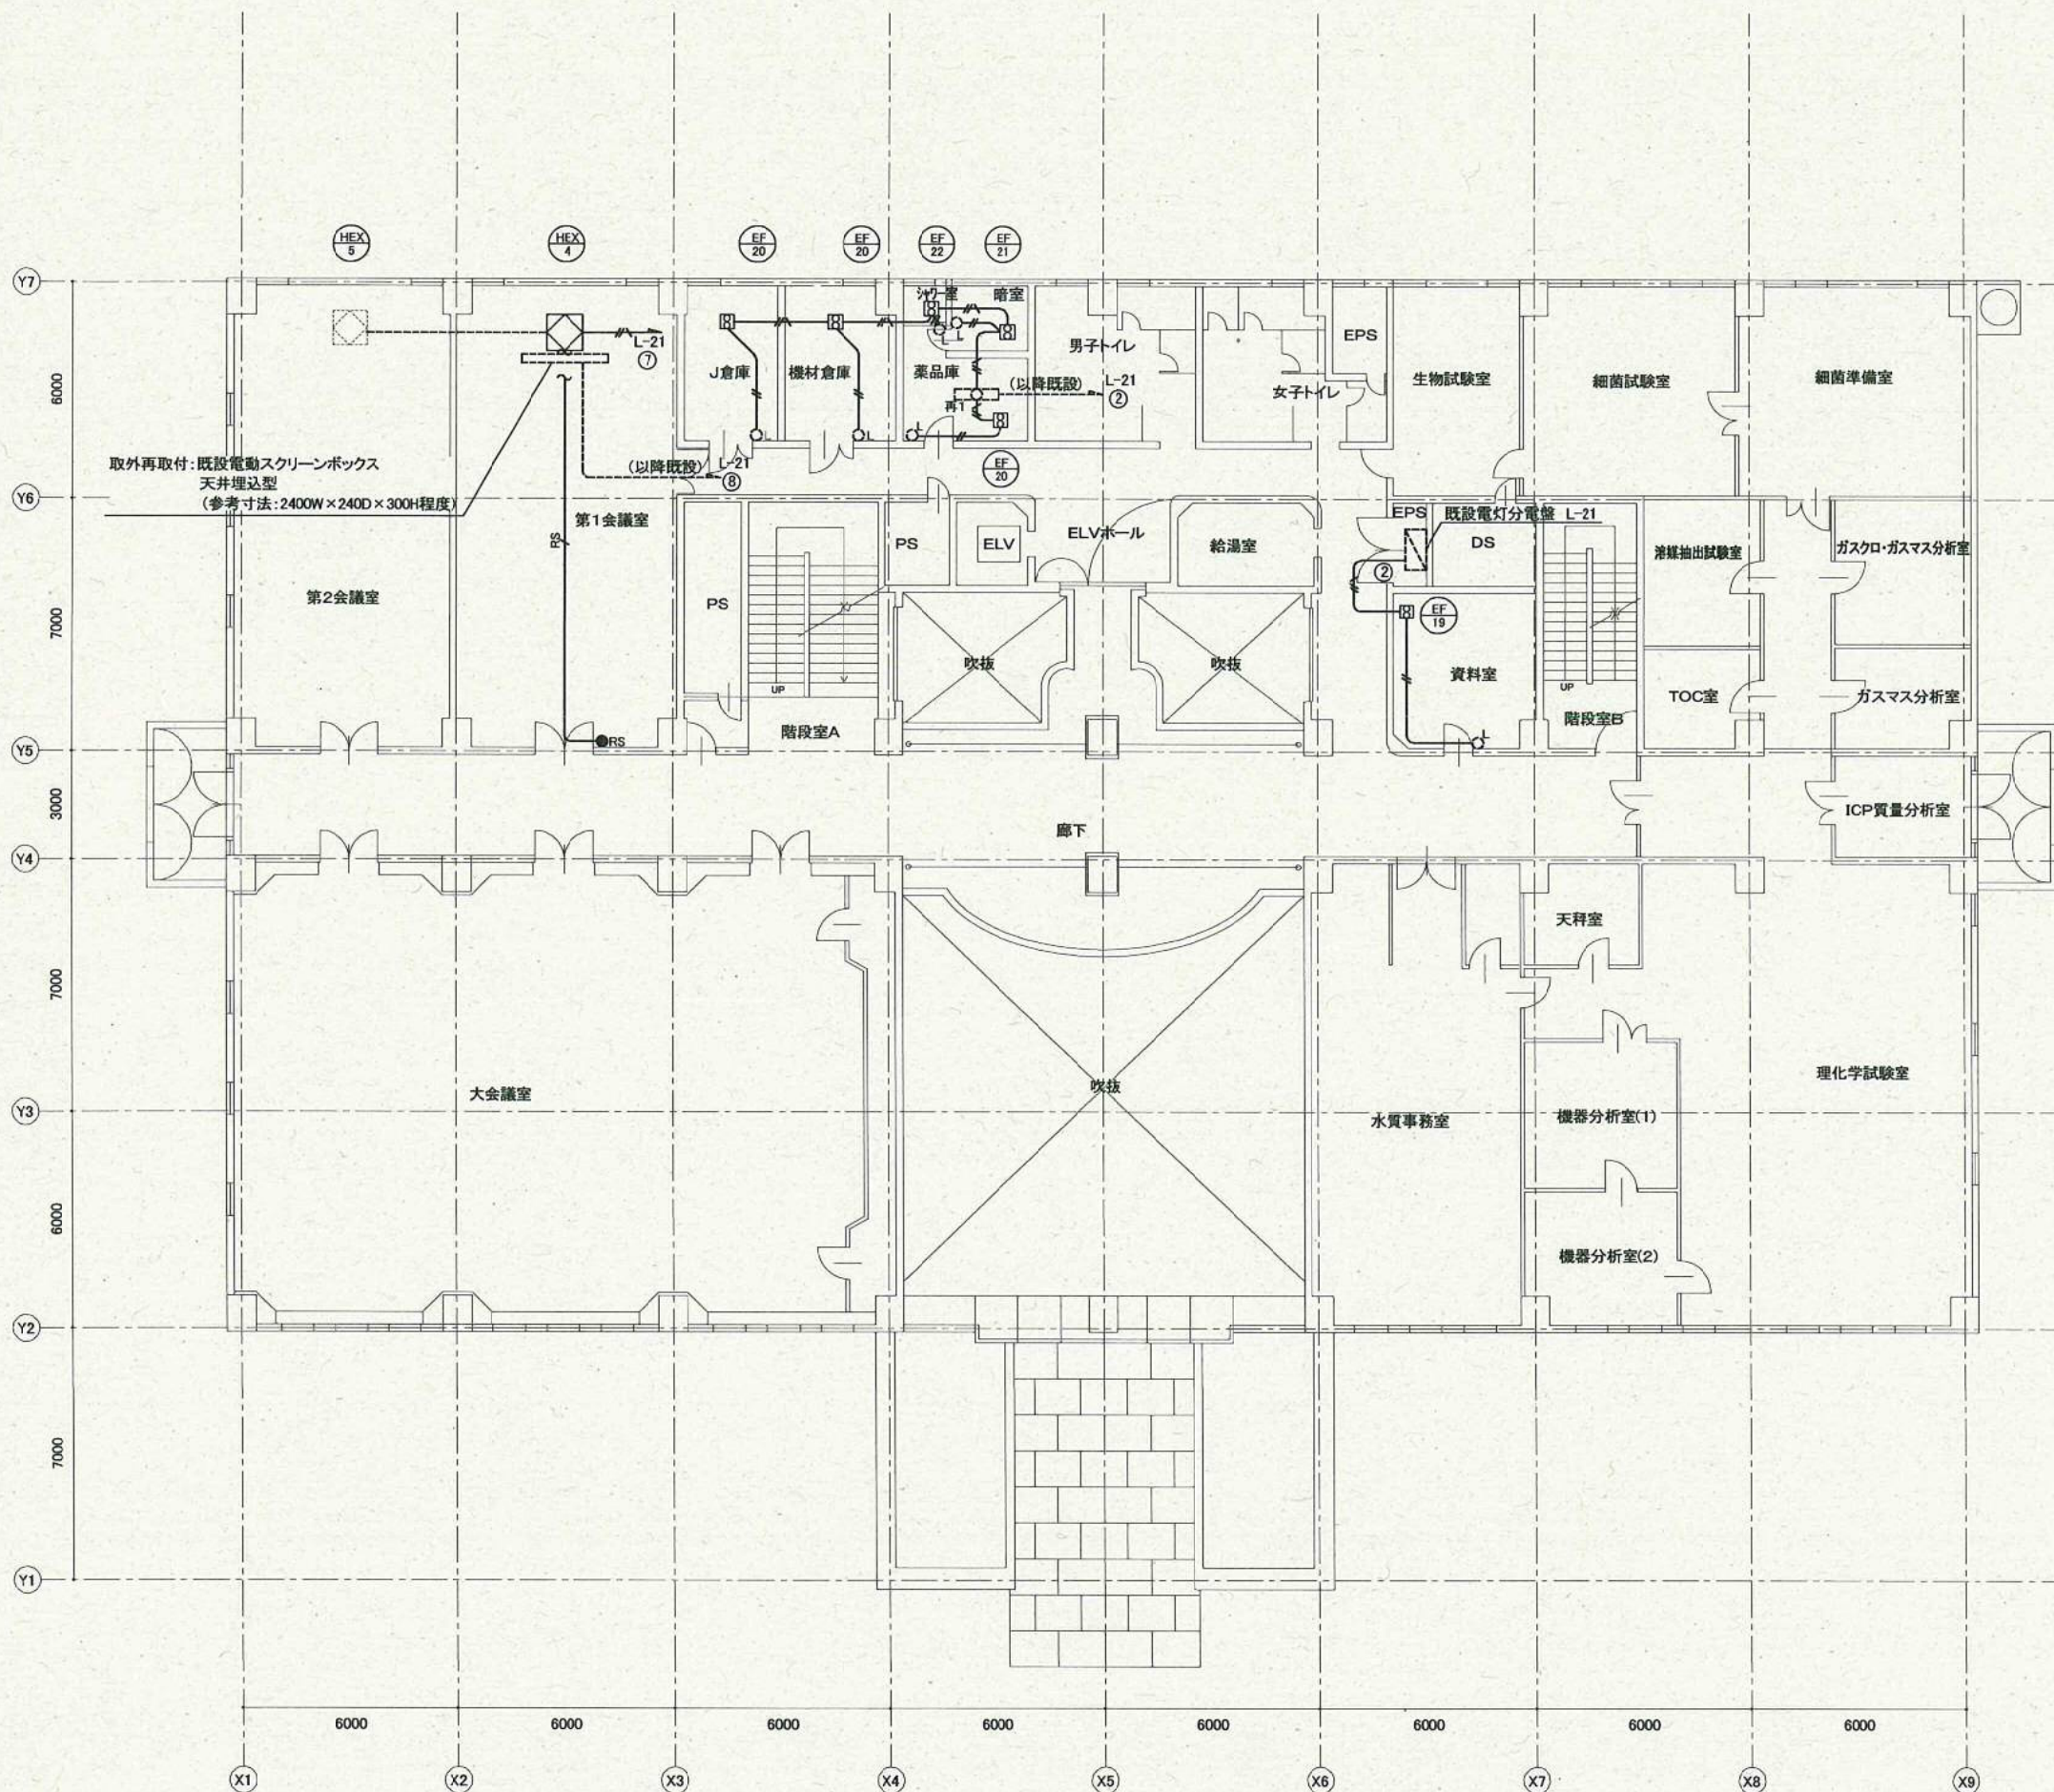 HEX
5
HEX
4
EF
20
EF
20
EF
22
EF
21
Y7
シャワー室
暗室
L-21
⑦
J倉庫
機材倉庫
薬品庫
男子トイレ
(以降既設)
L-21
②
再1
女子トイレ
EPS
生物試験室
細菌試験室
細菌準備室
L
L
L
L
L
6000
取外再取付:既設電動スクリーンボックス
天井埋込型
(参考寸法:2400W×240D×300H程度)
(以降既設)
L-21
⑧
EF
20
Y6
第1会議室
RS
PS
ELV
ELVホール
給湯室
EPS
既設電灯分電盤 L-21
DS
②
溶媒抽出試験室
ガスクロ・ガスマス分析室
第2会議室
PS
EF
19
7000
吹抜
吹抜
資料室
UP
UP
TOC室
ガスマス分析室
階段室A
階段室B
RS
L
Y5
3000
廊下
ICP質量分析室
Y4
天秤室
7000
大会議室
吹抜
水質事務室
機器分析室(1)
理化学試験室
Y3
6000
機器分析室(2)
Y2
7000
Y1
6000
6000
6000
6000
6000
6000
6000
6000
X1
X2
X3
X4
X5
X6
X7
X8
X9